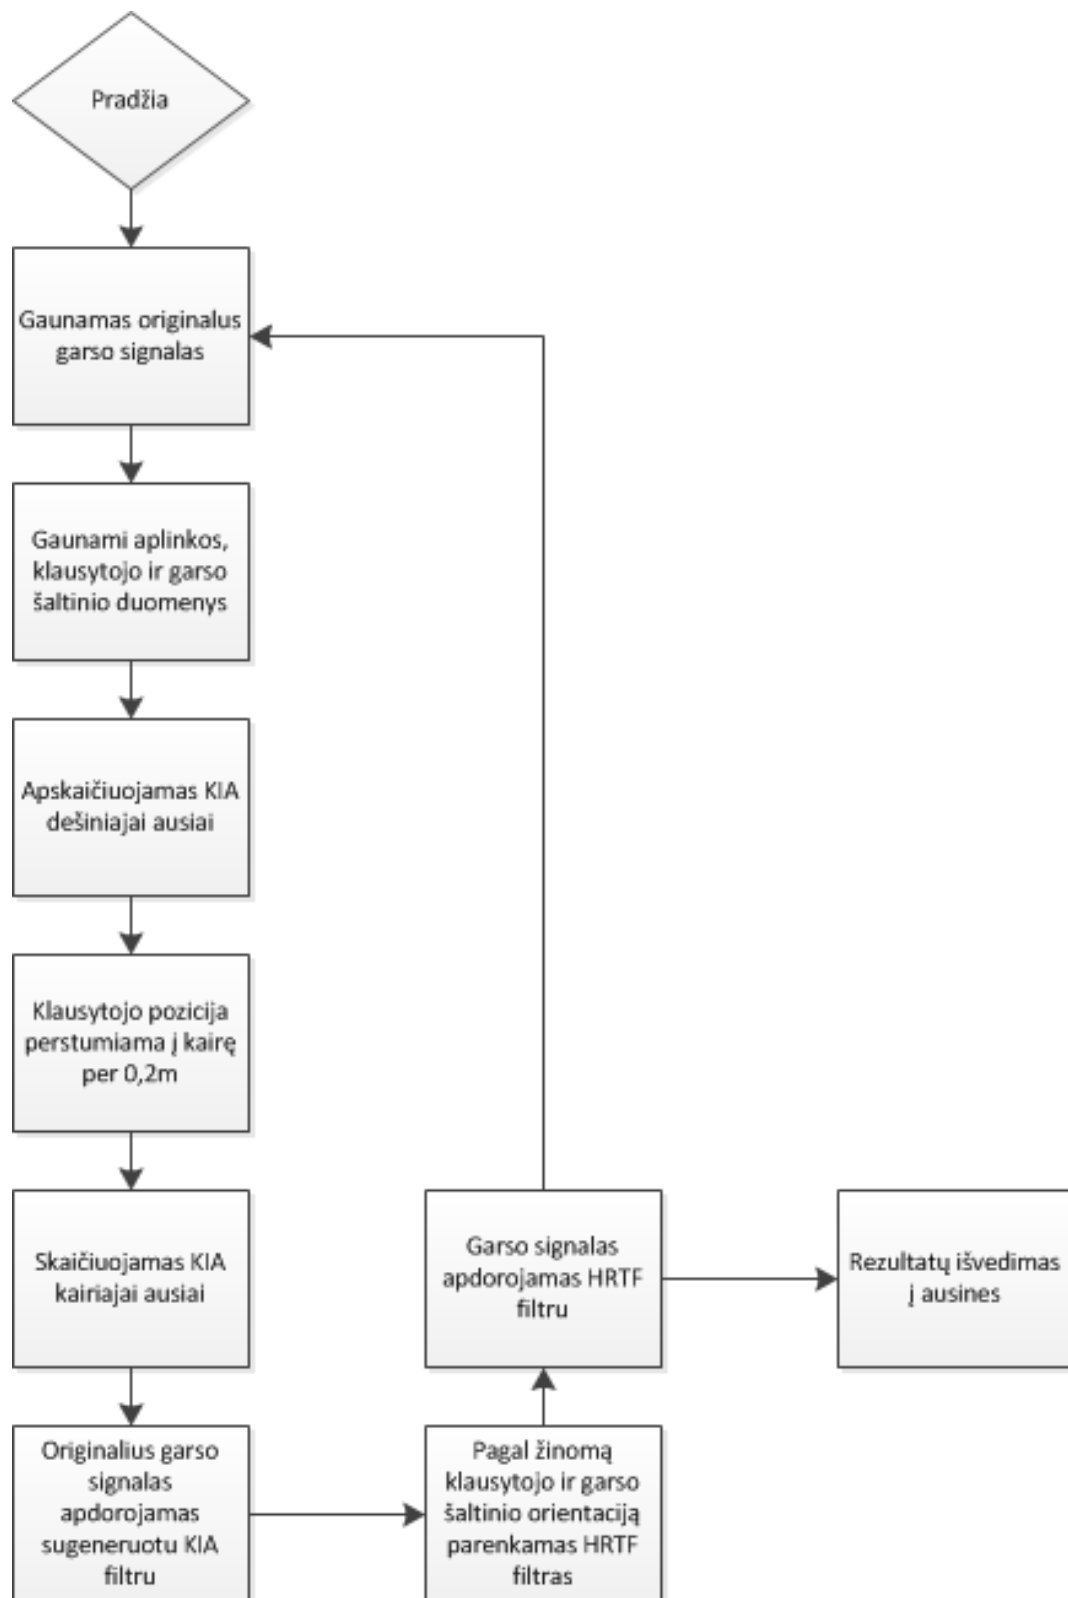 Pradžia
Gaunamas originalus
garso signalas
Gaunami aplinkos,
klausytojo ir garso
šaltinio duomenys
Apskaičiuojamas KIA
dešiniajai ausiai
Klausytojo pozicija
perstumiama į kairę
per 0,2m
Skaičiuojamas KIA
kairiajai ausiai
Originalius garso
signalas
apdorojamas
sugeneruotu KIA
filtru
Pagal žinomą
klausytojo ir garso
šaltinio orientaciją
parenkamas HRTF
filtras
Garso signalas
apdorojamas HRTF
filtru
Rezultatų išvedimas
į ausines